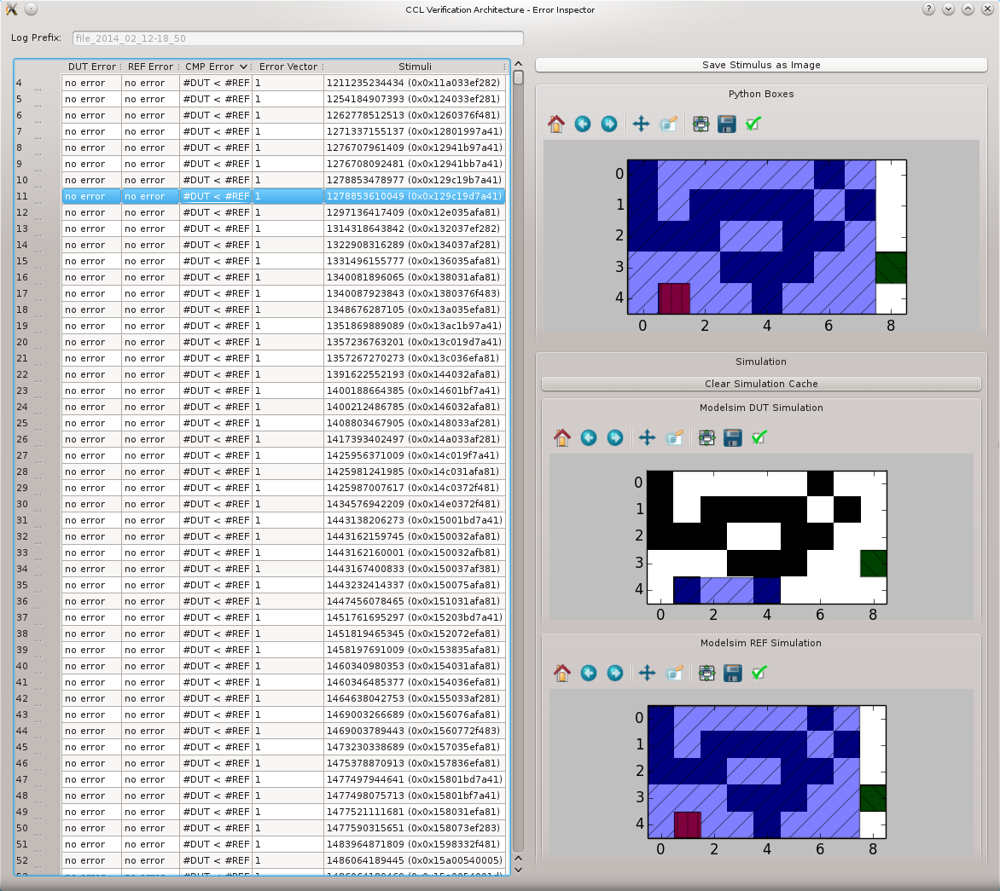 CCL Verification Architecture - Error Inspector
Log Prefix: file_2014_02_12-18_50
DUT Error REF Error CMP Error Error Vector Stimuli
4 ... no error no error #DUT < #REF 1 1211235234434 (0x0x11a033ef282)
5 ... no error no error #DUT < #REF 1 1254184907393 (0x0x124033ef281)
6 ... no error no error #DUT < #REF 1 1262778512513 (0x0x1260376f481)
7 ... no error no error #DUT < #REF 1 1271337155137 (0x0x12801997a41)
8 ... no error no error #DUT < #REF 1 1276707961409 (0x0x12941b97a41)
9 ... no error no error #DUT < #REF 1 1276708092481 (0x0x12941bb7a41)
10 ... no error no error #DUT < #REF 1 1278853478977 (0x0x129c19b7a41)
11 ... no error no error #DUT < #REF 1 1278853610049 (0x0x129c19d7a41)
12 ... no error no error #DUT < #REF 1 1297136417409 (0x0x12e035afa81)
13 ... no error no error #DUT < #REF 1 1314318643842 (0x0x132037ef282)
14 ... no error no error #DUT < #REF 1 1322908316289 (0x0x134037af281)
15 ... no error no error #DUT < #REF 1 1331496155777 (0x0x136035afa81)
16 ... no error no error #DUT < #REF 1 1340081896065 (0x0x138031afa81)
17 ... no error no error #DUT < #REF 1 1340087923843 (0x0x1380376f483)
18 ... no error no error #DUT < #REF 1 1348676287105 (0x0x13a035efa81)
19 ... no error no error #DUT < #REF 1 1351869889089 (0x0x13ac1b97a41)
20 ... no error no error #DUT < #REF 1 1357236763201 (0x0x13c019d7a41)
21 ... no error no error #DUT < #REF 1 1357267270273 (0x0x13c036efa81)
22 ... no error no error #DUT < #REF 1 1391622552193 (0x0x144032afa81)
23 ... no error no error #DUT < #REF 1 1400188664385 (0x0x14601bf7a41)
24 ... no error no error #DUT < #REF 1 1400212486785 (0x0x146032afa81)
25 ... no error no error #DUT < #REF 1 1408803467905 (0x0x148033af281)
26 ... no error no error #DUT < #REF 1 1417393402497 (0x0x14a033af281)
27 ... no error no error #DUT < #REF 1 1425956371009 (0x0x14c019f7a41)
28 ... no error no error #DUT < #REF 1 1425981241985 (0x0x14c031afa81)
29 ... no error no error #DUT < #REF 1 1425987007617 (0x0x14c0372f481)
30 ... no error no error #DUT < #REF 1 1434576942209 (0x0x14e0372f481)
31 ... no error no error #DUT < #REF 1 1443138206273 (0x0x15001bd7a41)
32 ... no error no error #DUT < #REF 1 1443162159745 (0x0x150032afa81)
33 ... no error no error #DUT < #REF 1 1443162160001 (0x0x150032afb81)
34 ... no error no error #DUT < #REF 1 1443167400833 (0x0x150037af381)
35 ... no error no error #DUT < #REF 1 1443232414337 (0x0x150075afa81)
36 ... no error no error #DUT < #REF 1 1447456078465 (0x0x151031afa81)
37 ... no error no error #DUT < #REF 1 1451761695297 (0x0x15203bd7a41)
38 ... no error no error #DUT < #REF 1 1451819465345 (0x0x152072efa81)
39 ... no error no error #DUT < #REF 1 1458197691009 (0x0x153835afa81)
40 ... no error no error #DUT < #REF 1 1460340980353 (0x0x154031afa81)
41 ... no error no error #DUT < #REF 1 1460346485377 (0x0x154036efa81)
42 ... no error no error #DUT < #REF 1 1464638042753 (0x0x155033af281)
43 ... no error no error #DUT < #REF 1 1469003266689 (0x0x156076afa81)
44 ... no error no error #DUT < #REF 1 1469003789443 (0x0x1560772f483)
45 ... no error no error #DUT < #REF 1 1473230338689 (0x0x157035efa81)
46 ... no error no error #DUT < #REF 1 1475378870913 (0x0x157836efa81)
47 ... no error no error #DUT < #REF 1 1477497944641 (0x0x15801bd7a41)
48 ... no error no error #DUT < #REF 1 1477498075713 (0x0x15801bf7a41)
49 ... no error no error #DUT < #REF 1 1477521111681 (0x0x158031efa81)
50 ... no error no error #DUT < #REF 1 1477590315651 (0x0x158073ef283)
51 ... no error no error #DUT < #REF 1 1483964871809 (0x0x1598332f481)
52 ... no error no error #DUT < #REF 1 1486064189445 (0x0x15a00540005)
Save Stimulus as Image
Python Boxes
0
1
2
3
4
0 2 4 6 8
Simulation
Clear Simulation Cache
Modelsim DUT Simulation
0
1
2
3
4
0 2 4 6 8
Modelsim REF Simulation
0
1
2
3
4
0 2 4 6 8